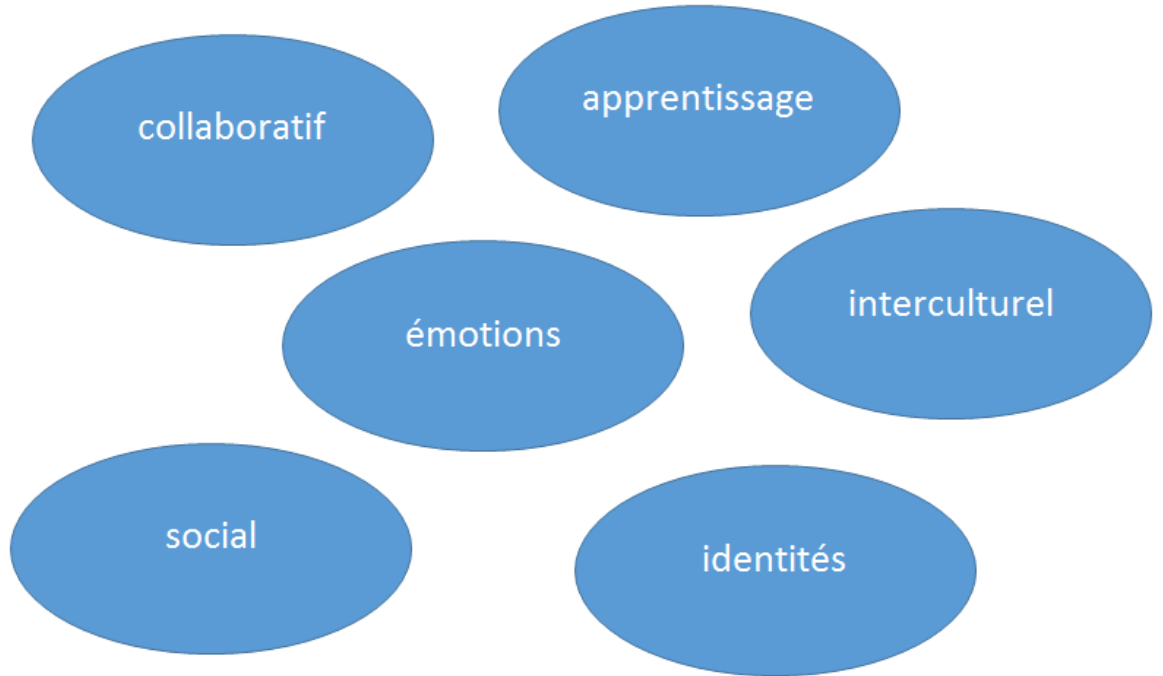 collaboratif
apprentissage
émotions
interculturel
social
identités